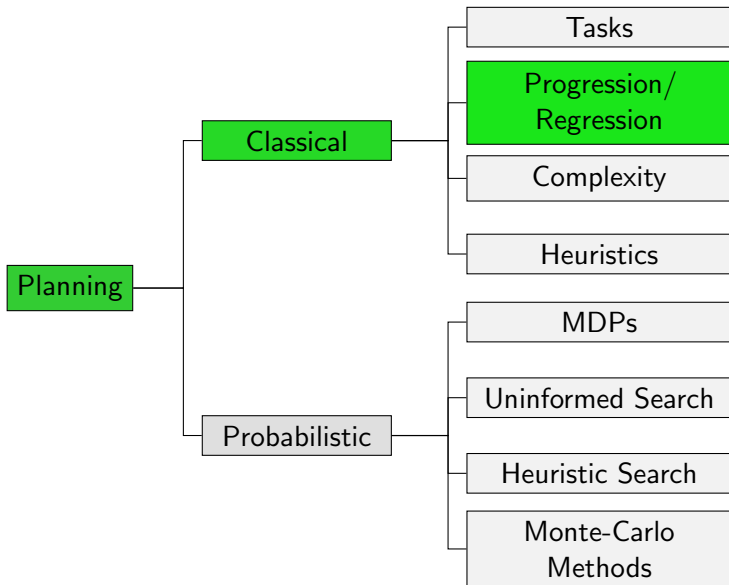 Tasks
Progression/
Regression
Classical
Complexity
Heuristics
Planning
MDPs
Uninformed Search
Probabilistic
Heuristic Search
Monte-Carlo
Methods